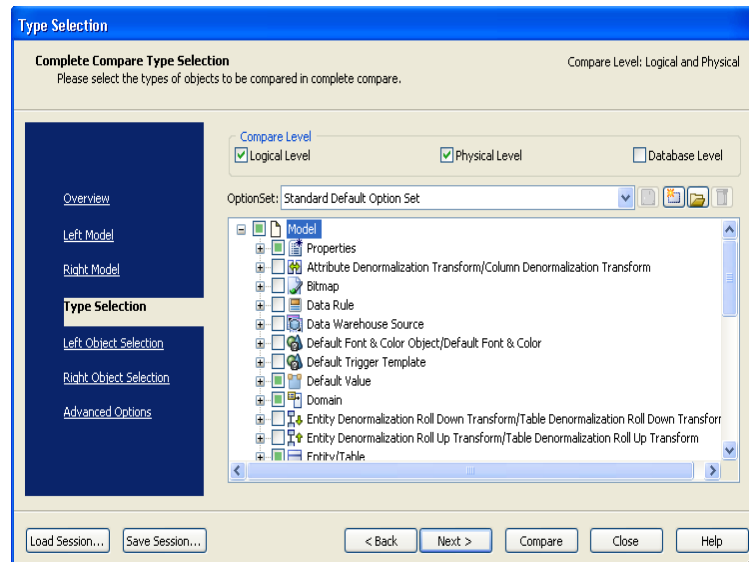 Type Selection
Complete Compare Type Selection
Compare Level: Logical and Physical
Please select the types of objects to be compared in complete compare.
Overview
Left Model
Right Model
Type Selection
Left Object Selection
Right Object Selection
Advanced Options
Compare Level
Logical Level
Physical Level
Database Level
OptionSet: Standard Default Option Set
Model
Properties
Attribute Denormalization Transform/Column Denormalization Transform
Bitmap
Data Rule
Data Warehouse Source
Default Font & Color Object/Default Font & Color
Default Trigger Template
Default Value
Domain
Entity Denormalization Roll Down Transform/Table Denormalization Roll Down Transforr
Entity Denormalization Roll Up Transform/Table Denormalization Roll Up Transform
Entity/Table
Load Session...
Save Session...
< Back
Next >
Compare
Close
Help